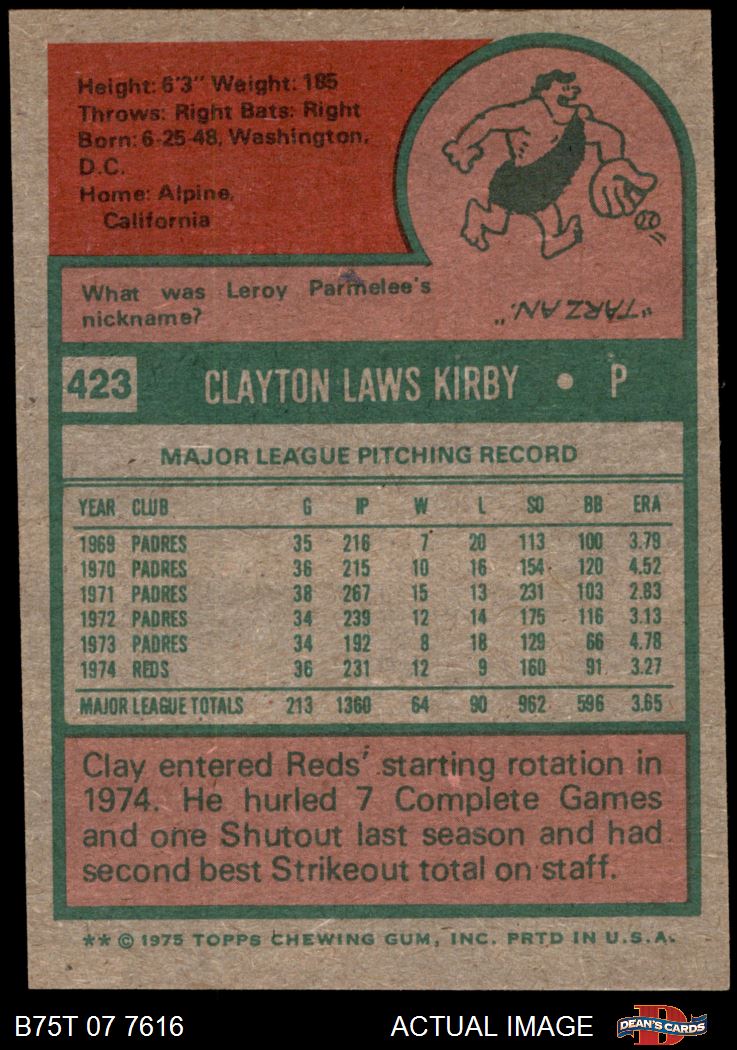 Height: 6'3" Weight: 185
Throws: Right Bats: Right
Born: 6-25-48, Washington,
D.C.
Home: Alpine,
California
What was Leroy Parmelee's
nickname?
"TARZAN."
423 CLAYTON LAWS KIRBY • P
MAJOR LEAGUE PITCHING RECORD
YEAR CLUB G IP W L SO BB ERA
1969 PADRES 35 216 7 20 113 100 3.79
1970 PADRES 36 215 10 16 154 120 4.52
1971 PADRES 38 267 15 13 231 103 2.83
1972 PADRES 34 239 12 14 175 116 3.13
1973 PADRES 34 192 8 18 129 66 4.78
1974 REDS 36 231 12 9 160 91 3.27
MAJOR LEAGUE TOTALS 213 1360 64 90 962 596 3.65
Clay entered Reds' starting rotation in
1974. He hurled 7 Complete Games
and one Shutout last season and had
second best Strikeout total on staff.
** © 1975 TOPPS CHEWING GUM, INC. PRTD IN U.S.A.
B75T 07 7616 ACTUAL IMAGE D DEAN'S CARDS